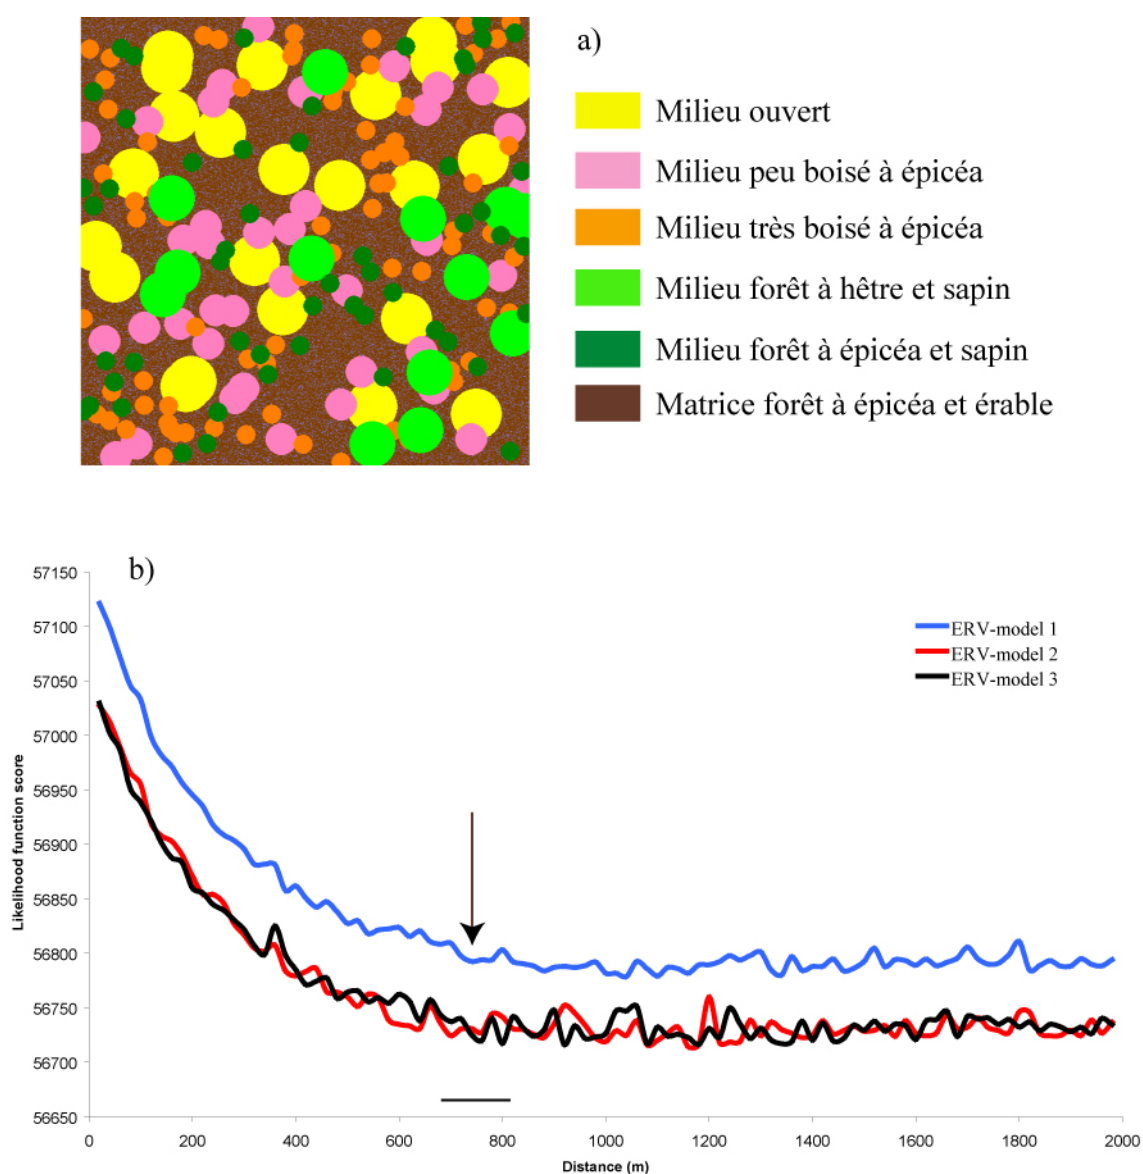 a)
Milieu ouvert
Milieu peu boisé à épicéa
Milieu très boisé à épicéa
Milieu forêt à hêtre et sapin
Milieu forêt à épicéa et sapin
Matrice forêt à épicéa et érable
b)
57150
57100
57050
57000
56950
56900
56850
56800
56750
56700
56650
Likelihood function score
ERV-model 1
ERV-model 2
ERV-model 3
0 200 400 600 800 1000 1200 1400 1600 1800 2000
Distance (m)